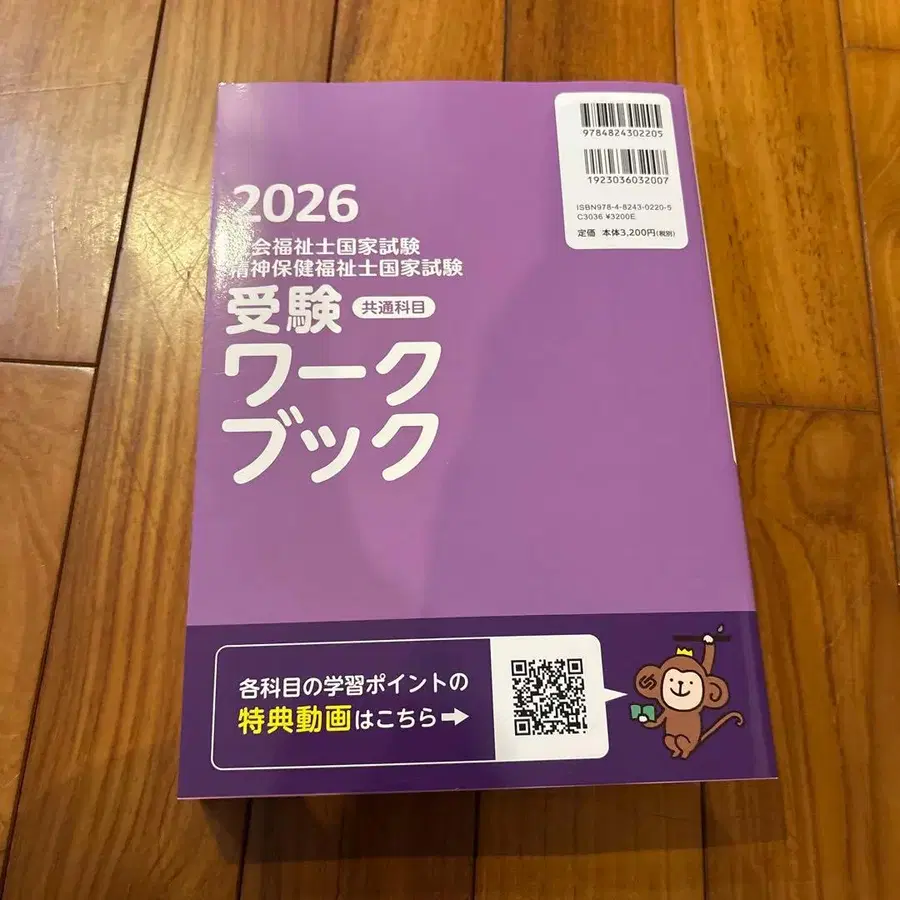 9784824302205
1923036032007
ISBN978-4-8243-0220-5
C3036 ¥3200E
定価 本体3,200円(税別)
2026
社会福祉士国家試験
精神保健福祉士国家試験
受験 共通科目
ワーク
ブック
各科目の学習ポイントの
特典動画はこちら➡